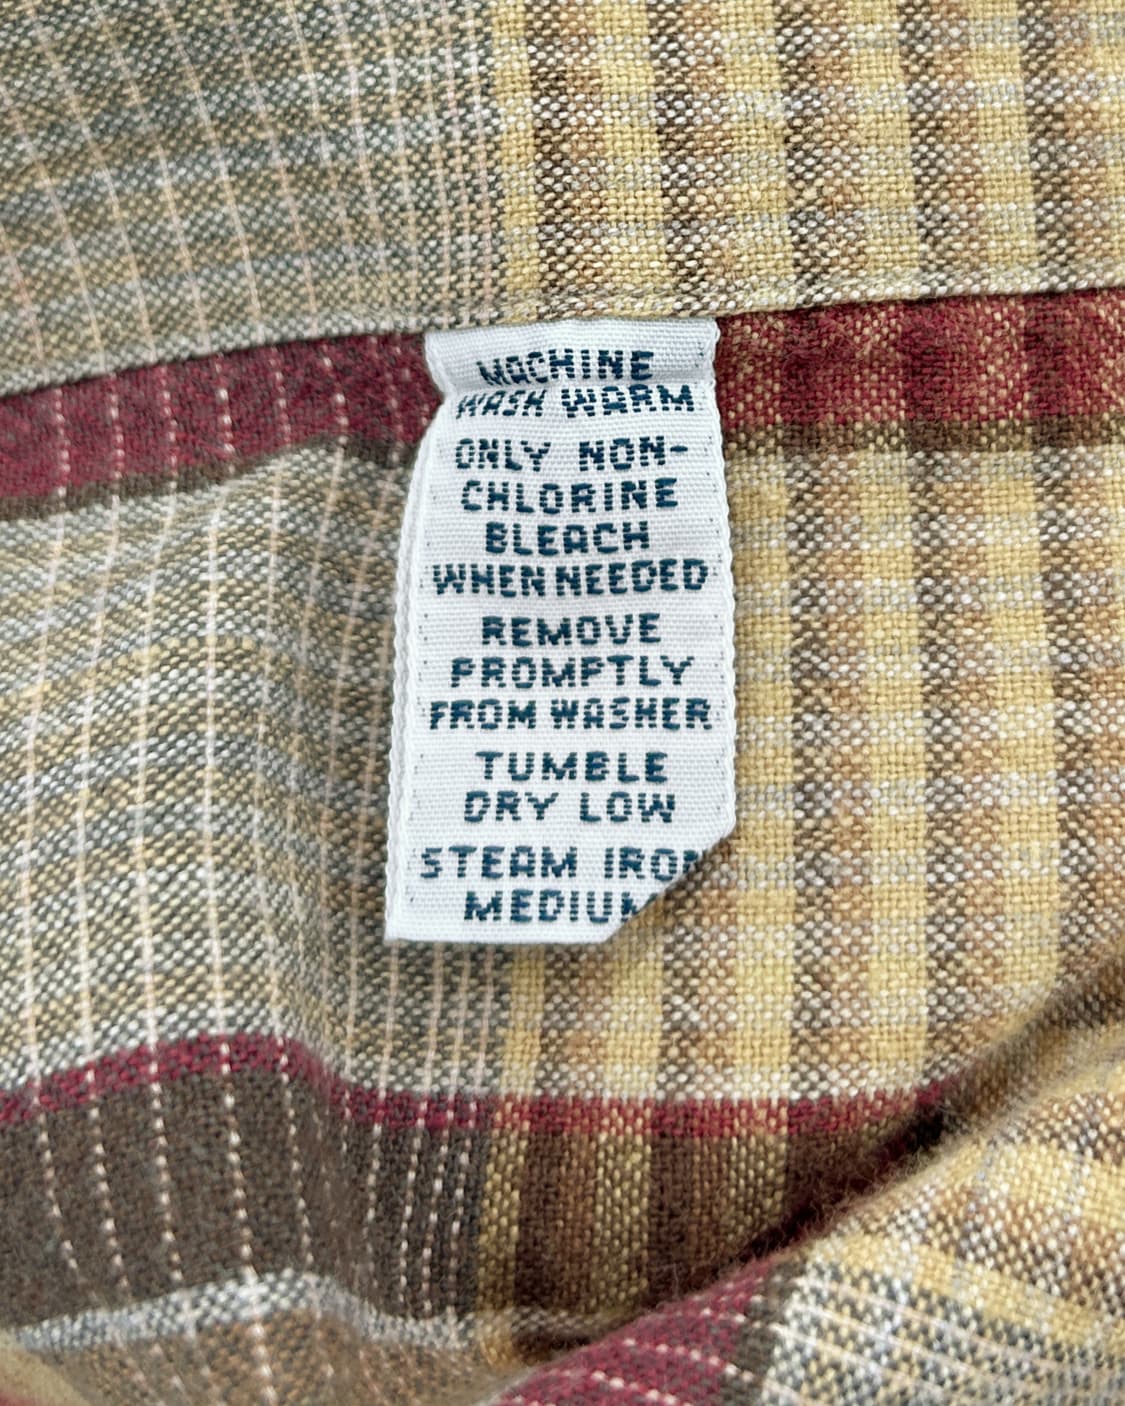 MACHINE
WASH WARM
ONLY NON-
CHLORINE
BLEACH
WHEN NEEDED
REMOVE
PROMPTLY
FROM WASHER
TUMBLE
DRY LOW
STEAM IRON
MEDIUM